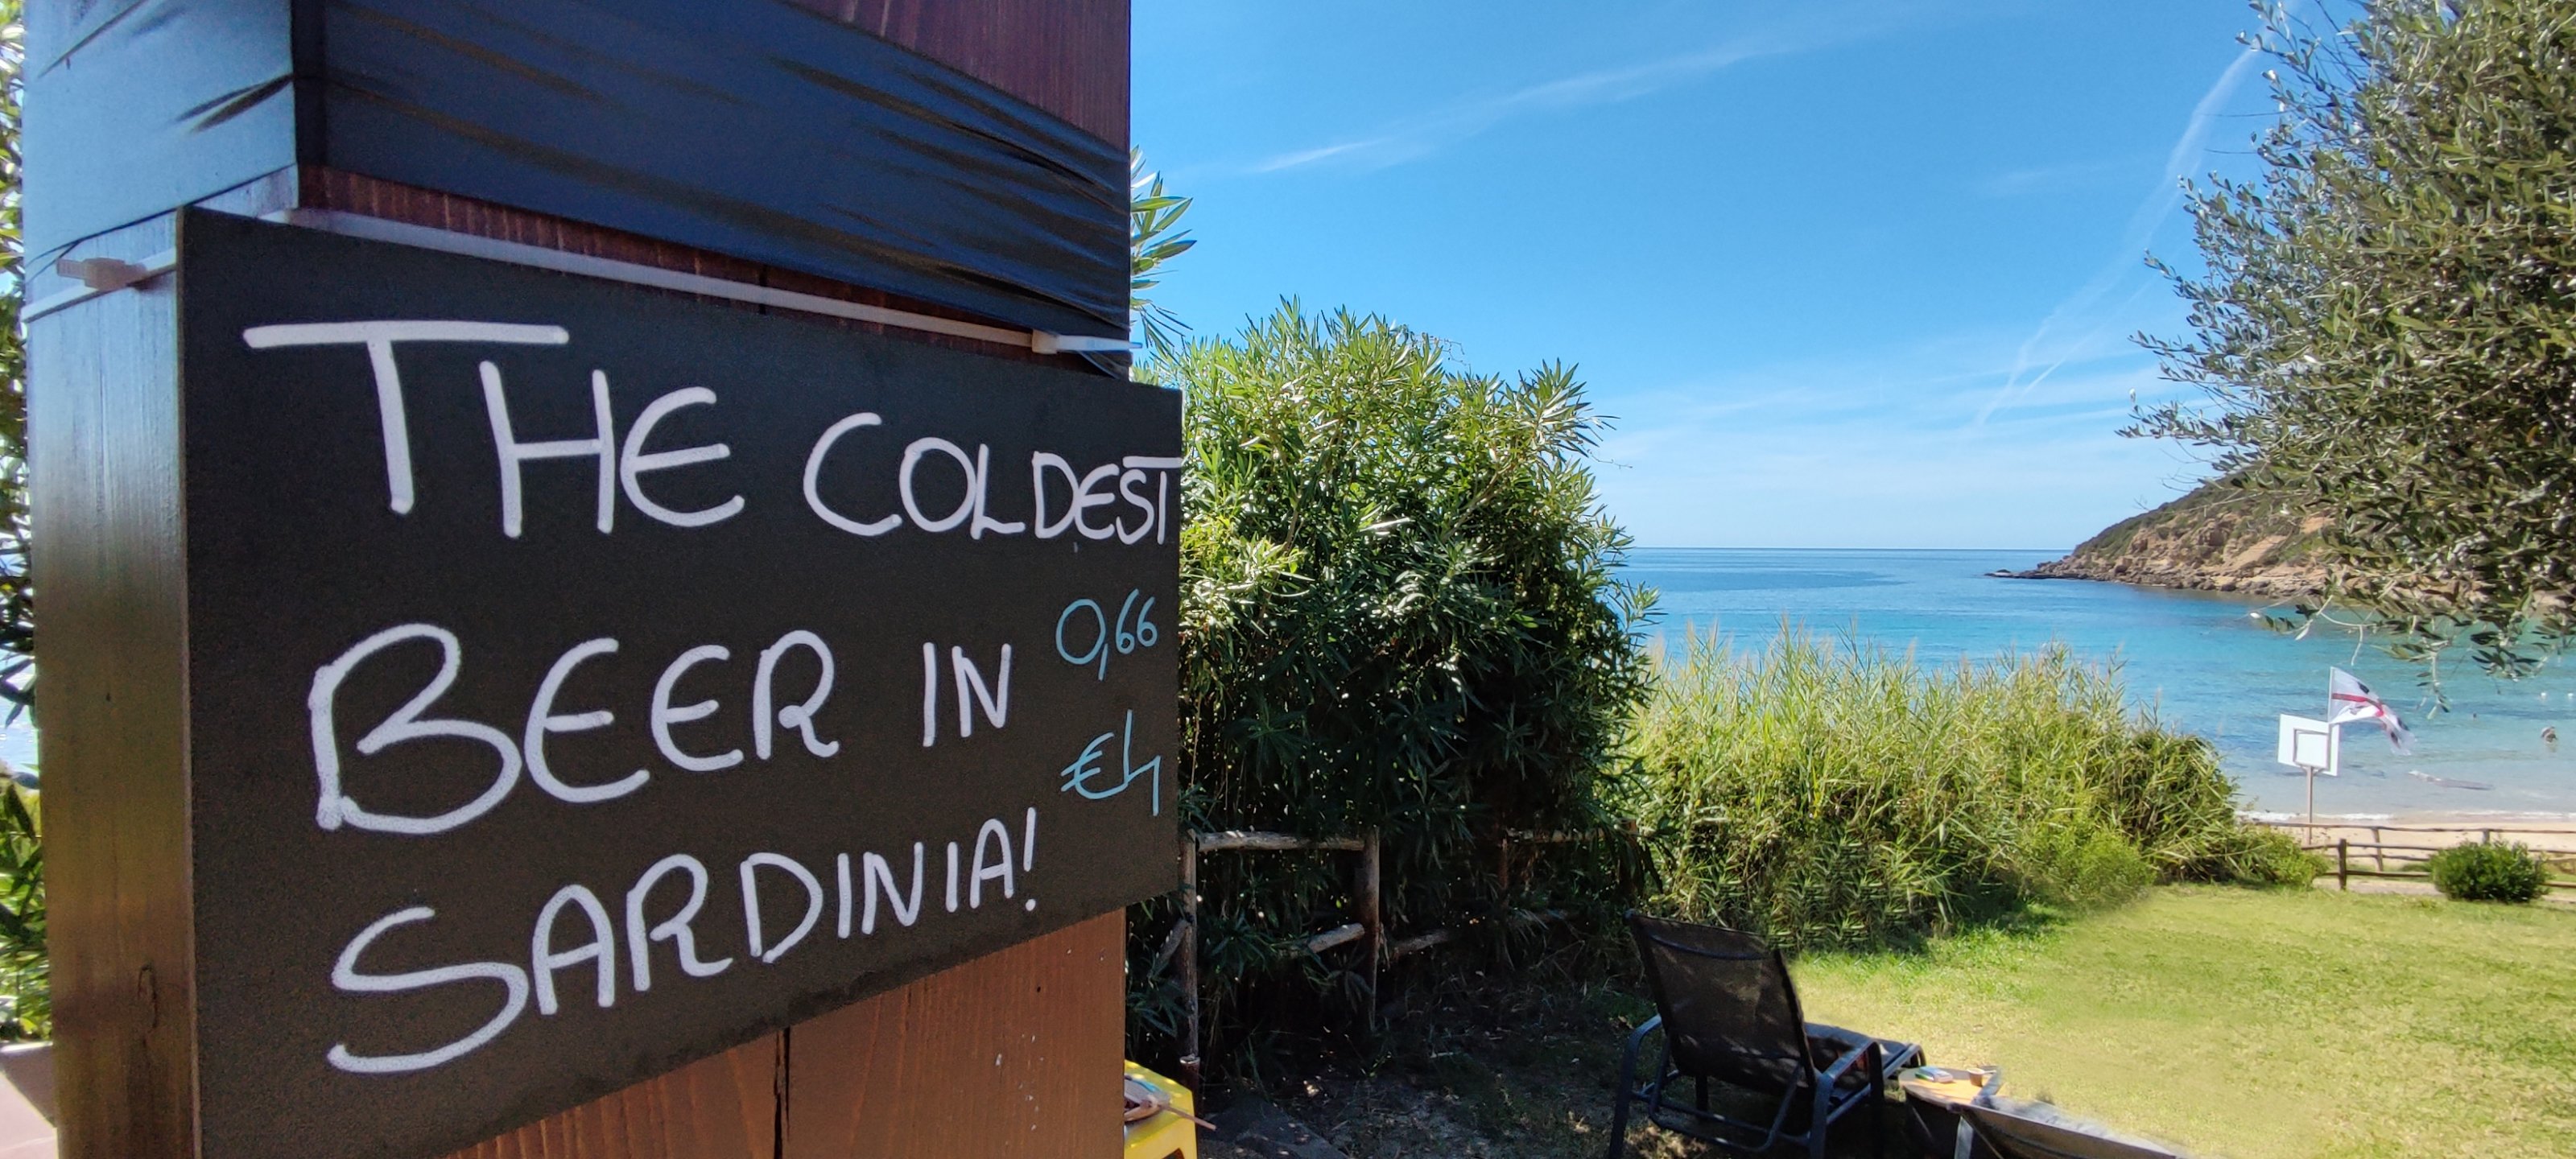 THE COLDEST
BEER IN
0,66
€4
SARDINIA!